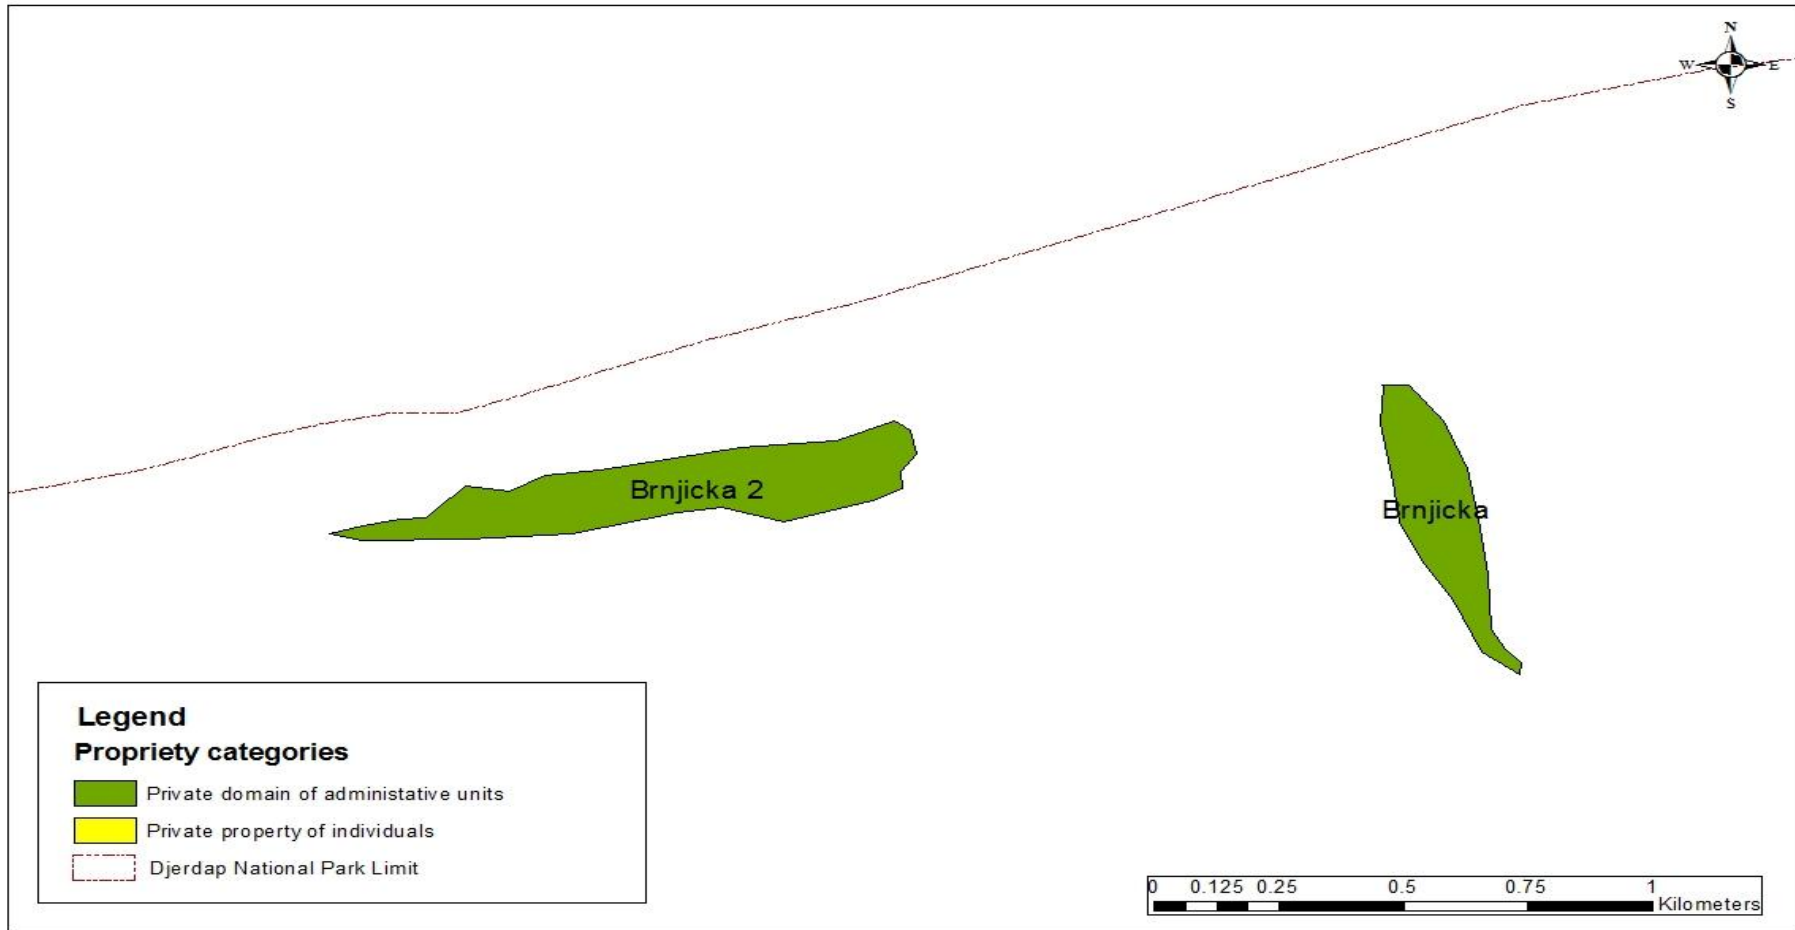 N
W E
S
Brnjicka 2
Brnjicka
Legend
Propriety categories
Private domain of administative units
Private property of individuals
Djerdap National Park Limit
0 0.125 0.25 0.5 0.75 1
Kilometers